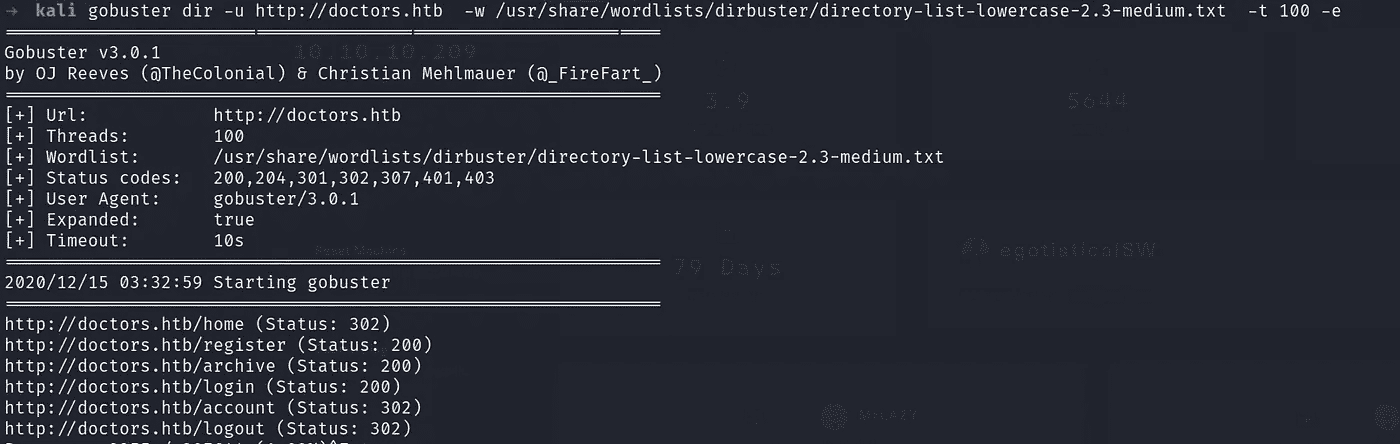 → kali gobuster dir -u http://doctors.htb -w /usr/share/wordlists/dirbuster/directory-list-lowercase-2.3-medium.txt -t 100 -e
10.10.10.209
Gobuster v3.0.1
by OJ Reeves (@TheColonial) & Christian Mehlmauer (@_FireFart_)
3.9
5644
[+] Url: http://doctors.htb
[+] Threads: 100
[+] Wordlist: /usr/share/wordlists/dirbuster/directory-list-lowercase-2.3-medium.txt
[+] Status codes: 200,204,301,302,307,401,403
[+] User Agent: gobuster/3.0.1
[+] Expanded: true
[+] Timeout: 10s
Reset Machine
egotisticalSW
79 Days
2020/12/15 03:32:59 Starting gobuster
http://doctors.htb/home (Status: 302)
http://doctors.htb/register (Status: 200)
http://doctors.htb/archive (Status: 200)
http://doctors.htb/login (Status: 200)
http://doctors.htb/account (Status: 302)
http://doctors.htb/logout (Status: 302)